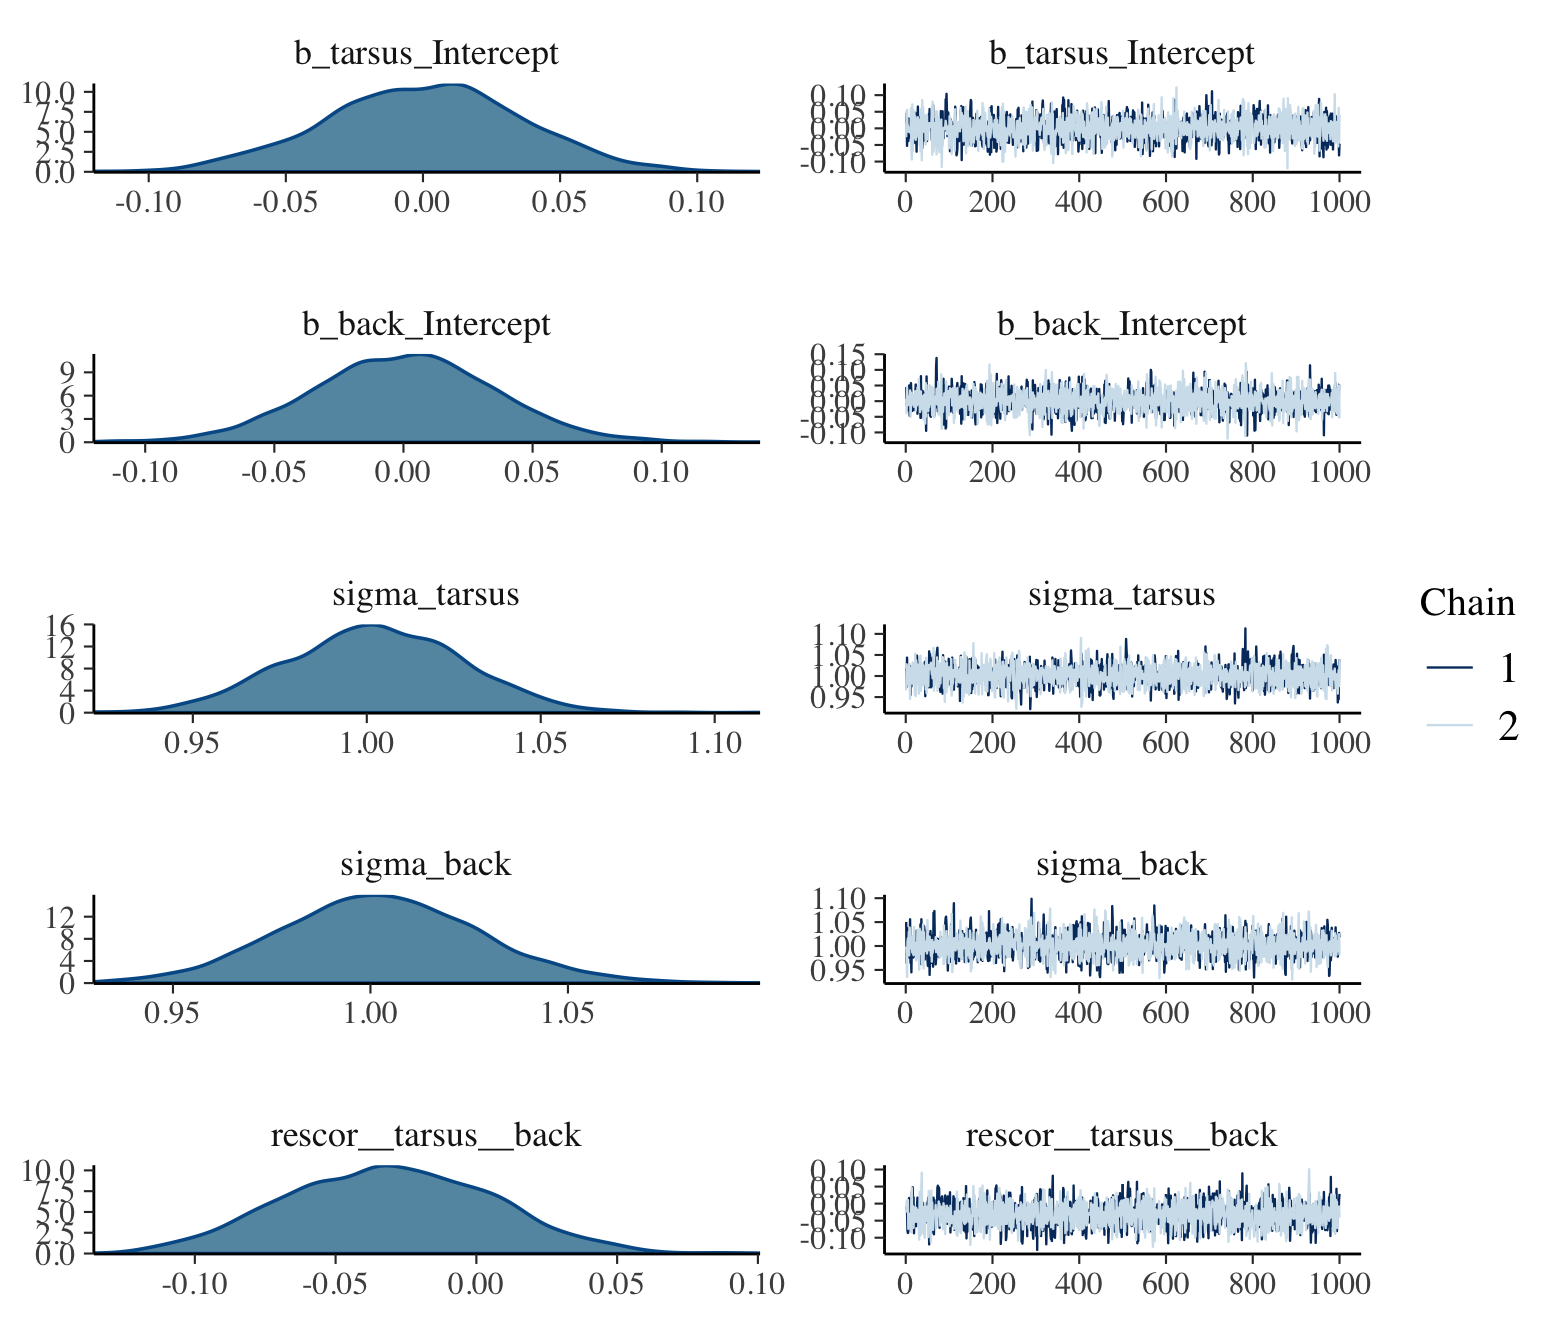 b_tarsus_Intercept
10.0
7.5
5.0
2.5
0.0
-0.10 -0.05 0.00 0.05 0.10
b_tarsus_Intercept
0.10
0.05
0.00
-0.05
-0.10
0 200 400 600 800 1000
b_back_Intercept
9
6
3
0
-0.10 -0.05 0.00 0.05 0.10
b_back_Intercept
0.15
0.10
0.05
0.00
-0.05
-0.10
0 200 400 600 800 1000
sigma_tarsus
16
12
8
4
0
0.95 1.00 1.05 1.10
sigma_tarsus
1.10
1.05
1.00
0.95
0 200 400 600 800 1000
sigma_back
12
8
4
0
0.95 1.00 1.05
sigma_back
1.10
1.05
1.00
0.95
0 200 400 600 800 1000
rescor__tarsus__back
10.0
7.5
5.0
2.5
0.0
-0.10 -0.05 0.00 0.05 0.10
rescor__tarsus__back
0.10
0.05
0.00
-0.05
-0.10
0 200 400 600 800 1000
Chain
1
2